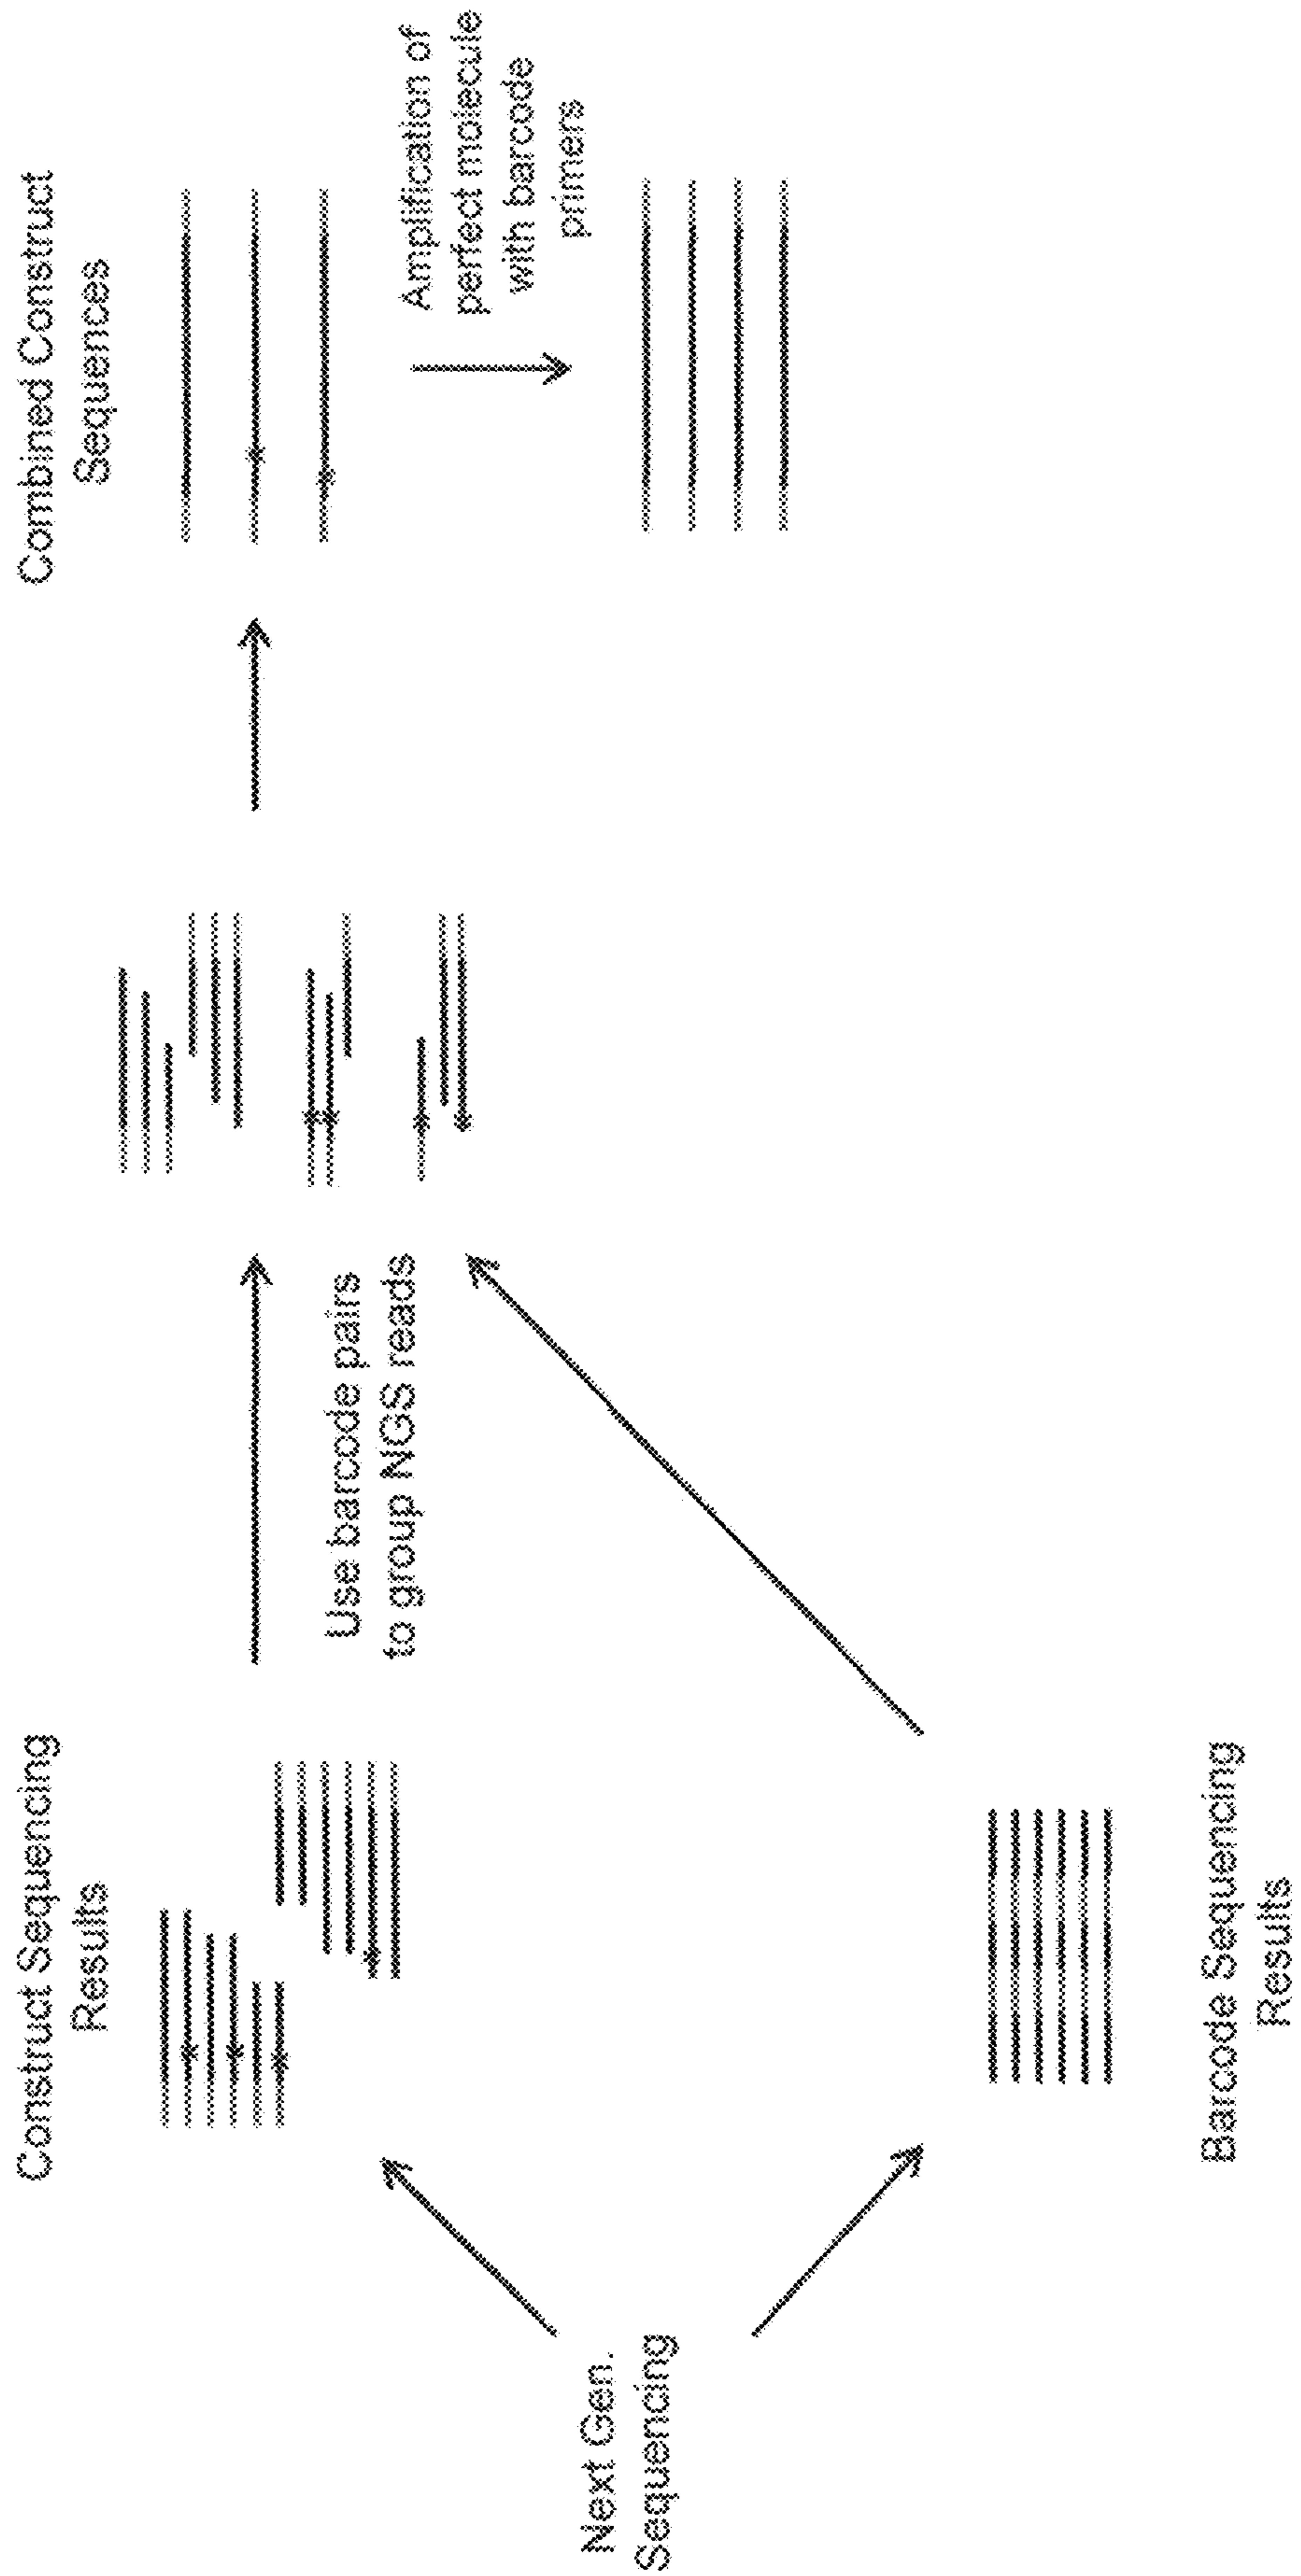 Next Gen.
Sequencing
Construct Sequencing
Results
Barcode Sequencing
Results
Use barcode pairs
to group NGS reads
Combined Construct
Sequences
Amplification of
perfect molecule
with barcode
primers